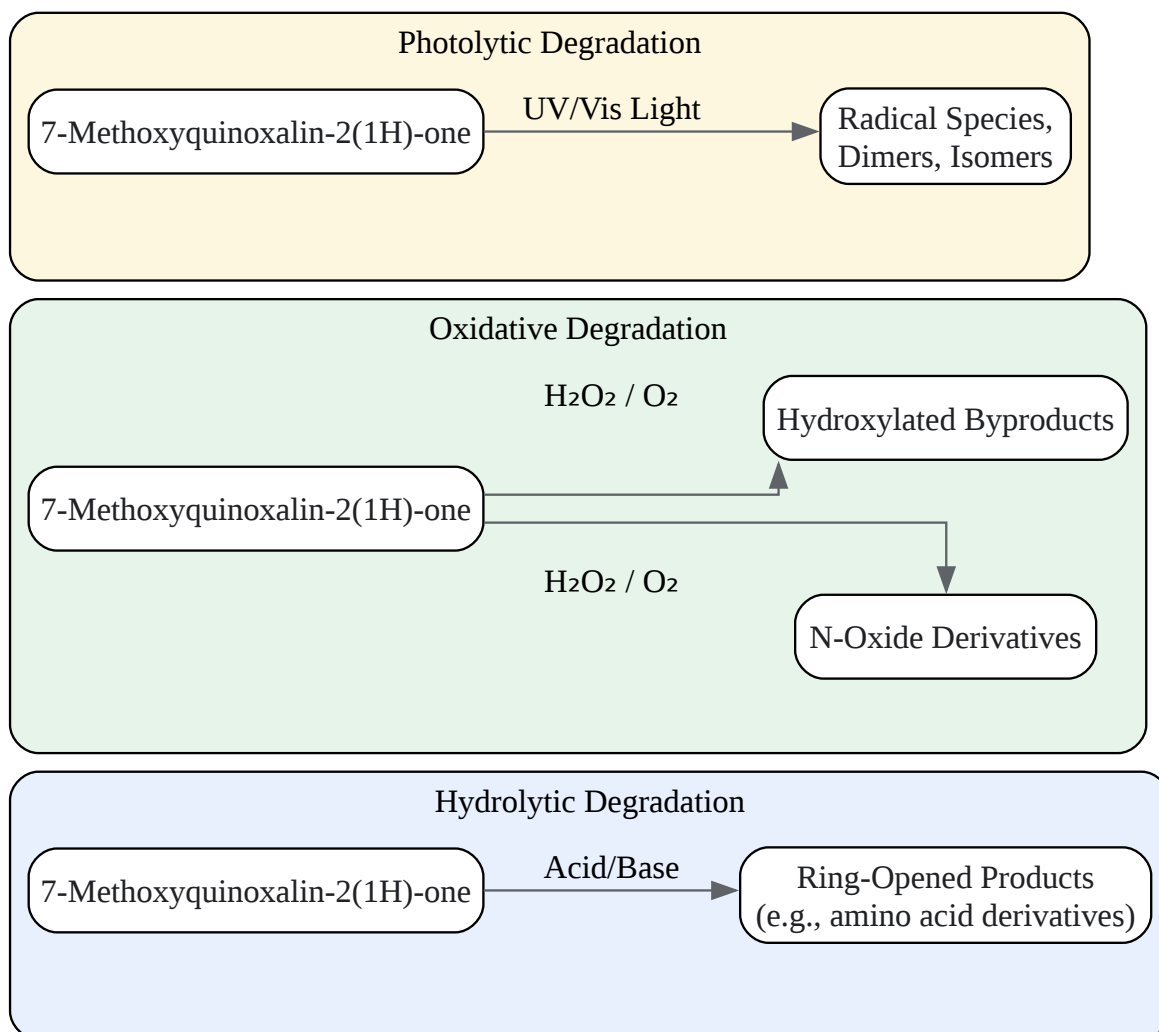 Photolytic Degradation
7-Methoxyquinoxalin-2(1H)-one
UV/Vis Light
Radical Species,
Dimers, Isomers
Oxidative Degradation
H₂O₂ / O₂
Hydroxylated Byproducts
7-Methoxyquinoxalin-2(1H)-one
H₂O₂ / O₂
N-Oxide Derivatives
Hydrolytic Degradation
7-Methoxyquinoxalin-2(1H)-one
Acid/Base
Ring-Opened Products
(e.g., amino acid derivatives)